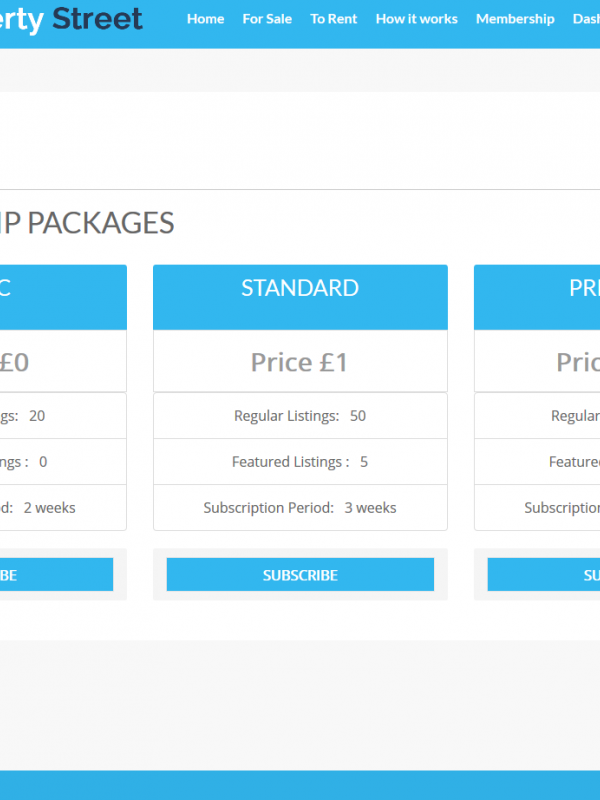 erty Street Home For Sale To Rent How it works Membership Dash
IP PACKAGES
C STANDARD PR
£0 Price £1 Pric
gs: 20 Regular Listings: 50 Regular
ngs : 0 Featured Listings : 5 Featured
d: 2 weeks Subscription Period: 3 weeks Subscription
BE SUBSCRIBE SU